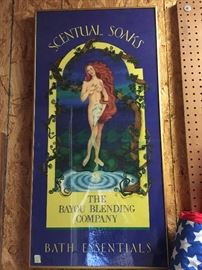 SCENTUAL SOAKS
THE
BAYOU BLENDING
COMPANY
BATH ESSENTIALS